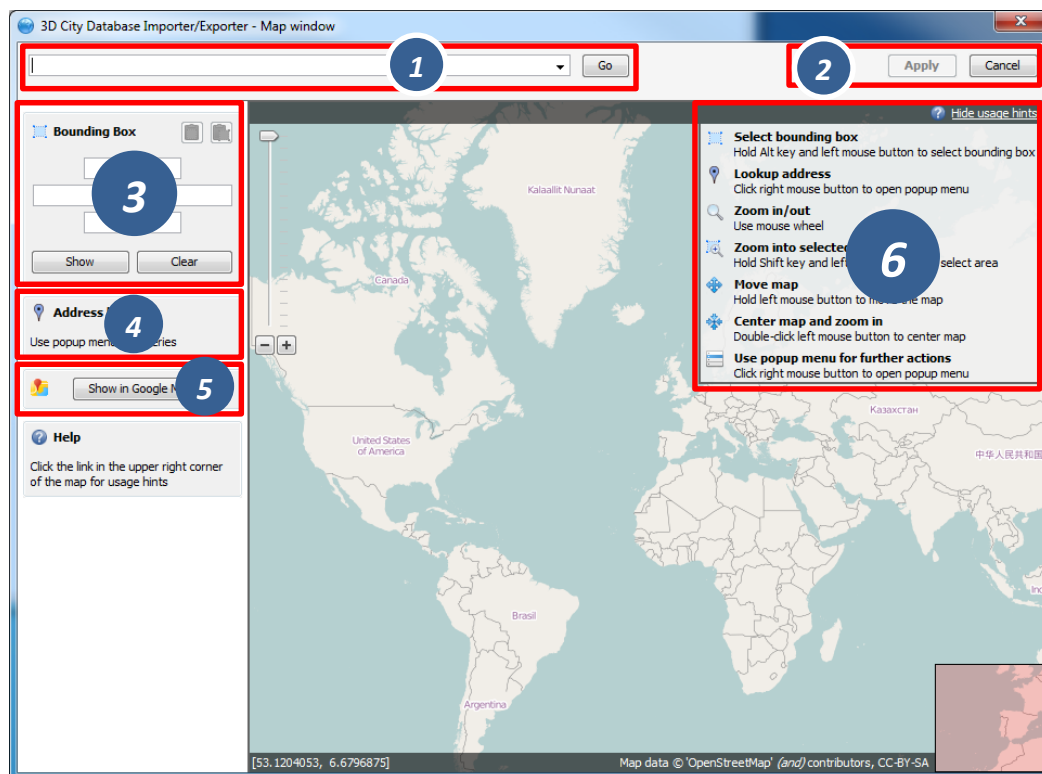 3D City Database Importer/Exporter - Map window
1
Go
2
Apply
Cancel
Bounding Box
3
Show
Clear
Address
4
Use popup menu
Show in Google
5
Help
Click the link in the upper right corner
of the map for usage hints
Hide usage hints
Select bounding box
Hold Alt key and left mouse button to select bounding box
Lookup address
Click right mouse button to open popup menu
Zoom in/out
Use mouse wheel
Zoom into selected
6
Hold Shift key and left select area
Move map
Hold left mouse button to move the map
Center map and zoom in
Double-click left mouse button to center map
Use popup menu for further actions
Click right mouse button to open popup menu
Kalaallit Nunaat
Canada
United States
of America
Казахстан
中华人民共和国
Brasil
Argentina
[53.1204053, 6.6796875]
Map data © 'OpenStreetMap' (and) contributors, CC-BY-SA